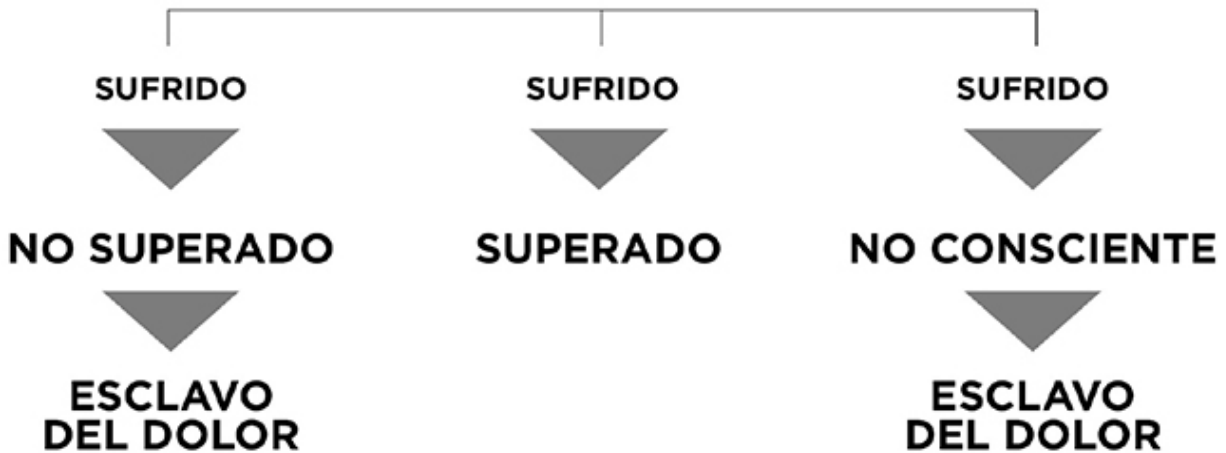 SUFRIDO
SUFRIDO
SUFRIDO
NO SUPERADO
SUPERADO
NO CONSCIENTE
ESCLAVO
DEL DOLOR
ESCLAVO
DEL DOLOR